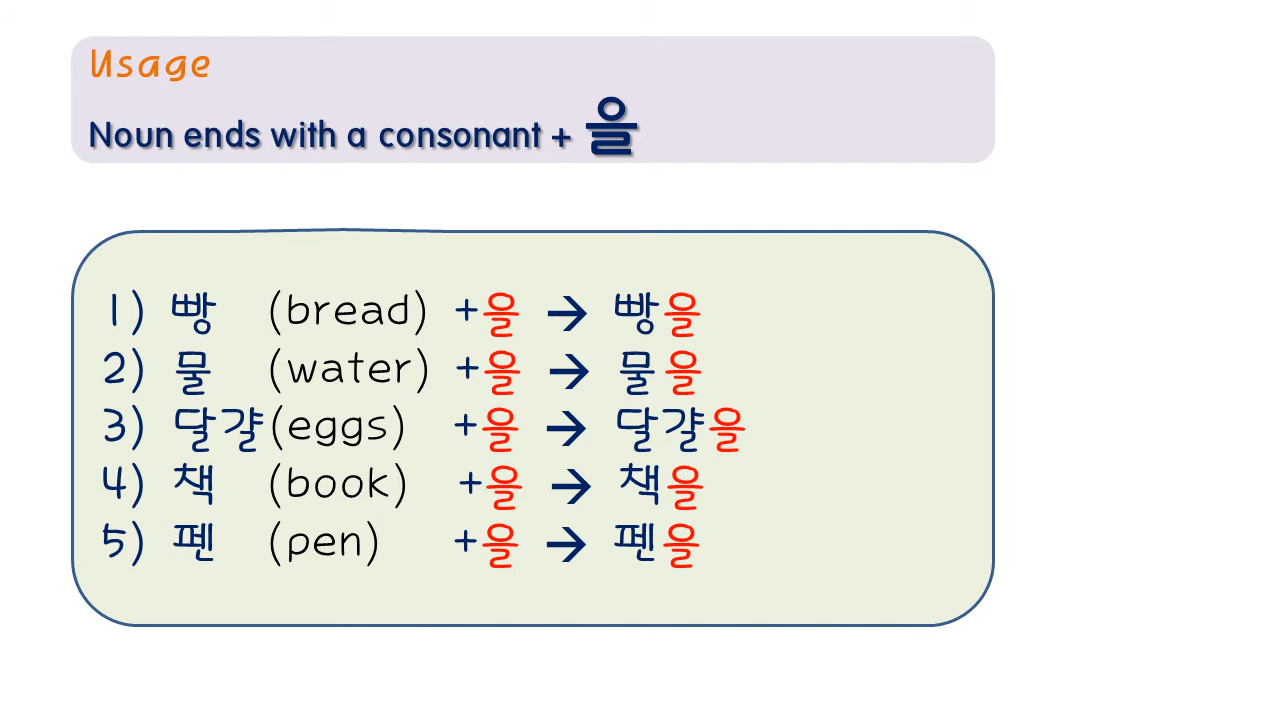 Usage
Noun ends with a consonant + 을
1) 빵 (bread) +을 → 빵을
2) 물 (water) +을 → 물을
3) 달걀(eggs) +을 → 달걀을
4) 책 (book) +을 → 책을
5) 펜 (pen) +을 → 펜을